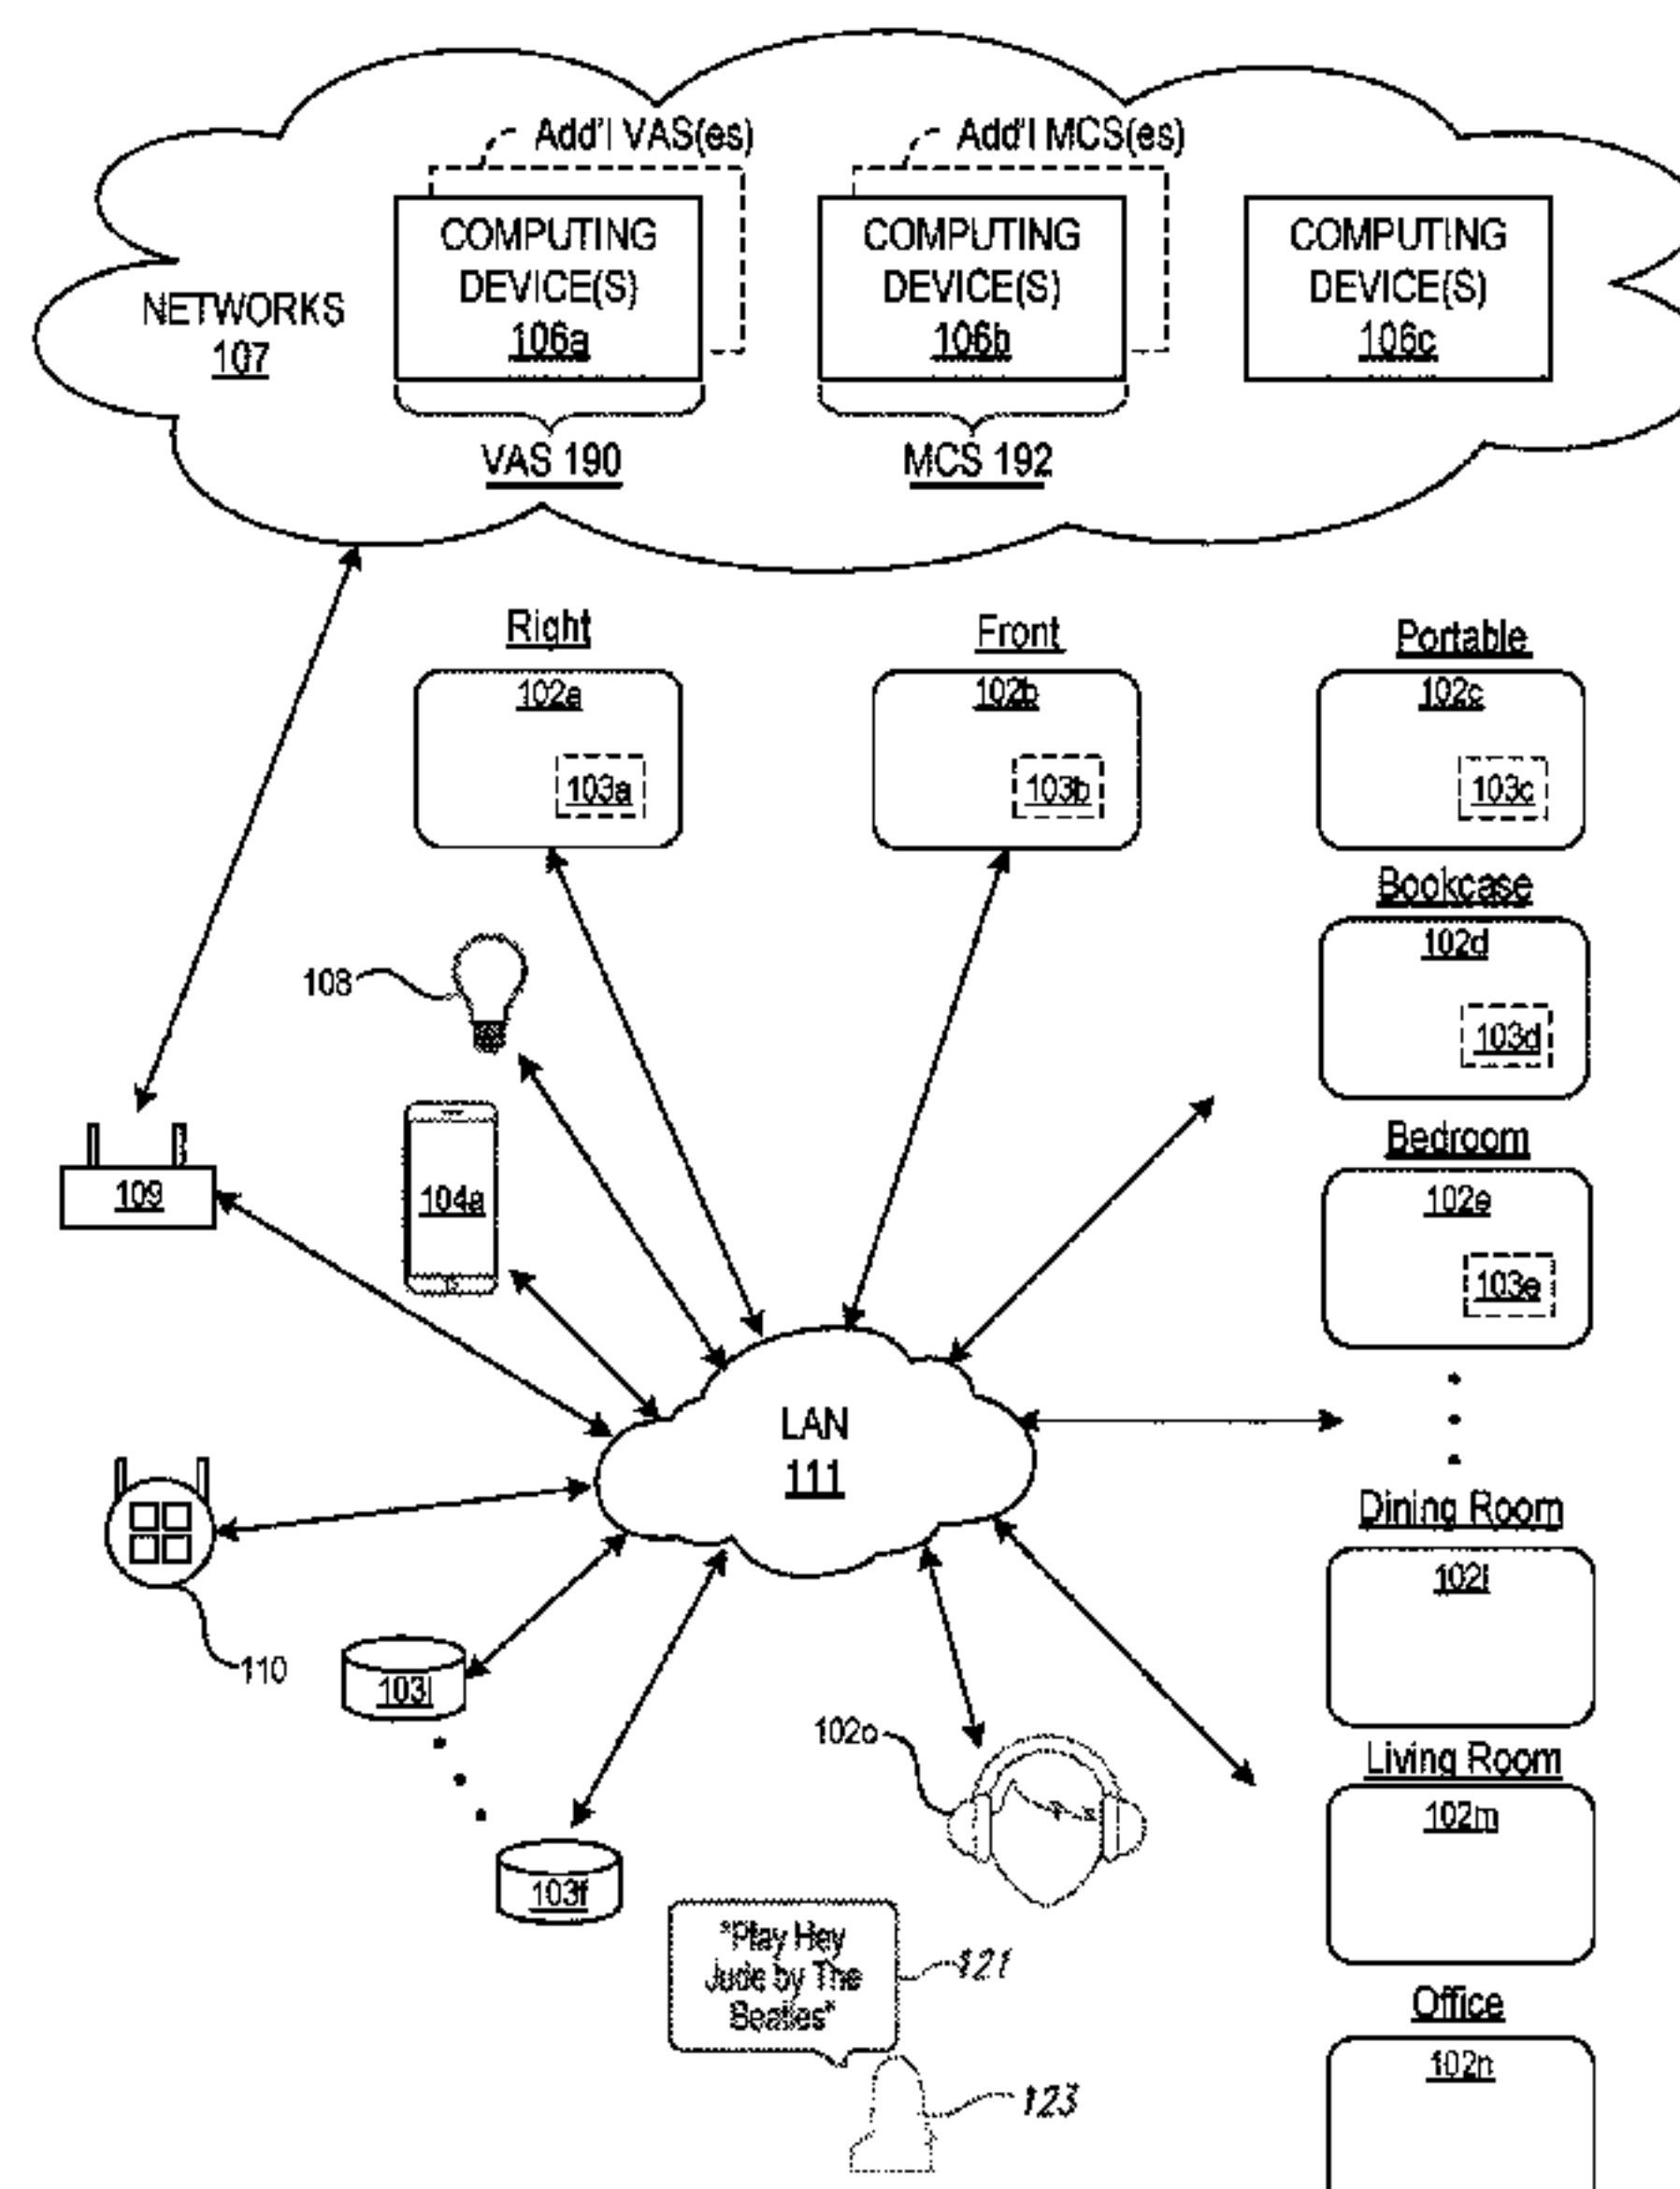 Add'l VAS(es)
Add'l MCS(es)
COMPUTING
DEVICE(S)
106a
COMPUTING
DEVICE(S)
106b
COMPUTING
DEVICE(S)
106c
NETWORKS
107
VAS 190
MCS 192
Right
102a
103a
Front
102b
103b
Portable
102c
103c
Bookcase
102d
103d
108
104a
109
Bedroom
102e
103e
LAN
111
Dining Room
102l
110
103i
103f
102o
Living Room
102m
"Play Hey
Jude by The
Beatles"
121
123
Office
102n